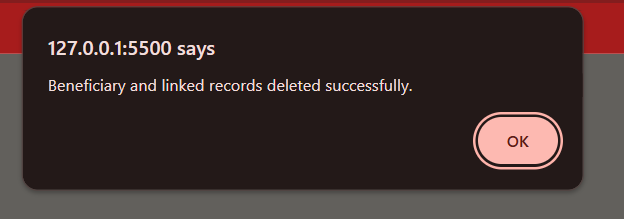 127.0.0.1:5500 says
Beneficiary and linked records deleted successfully.
OK